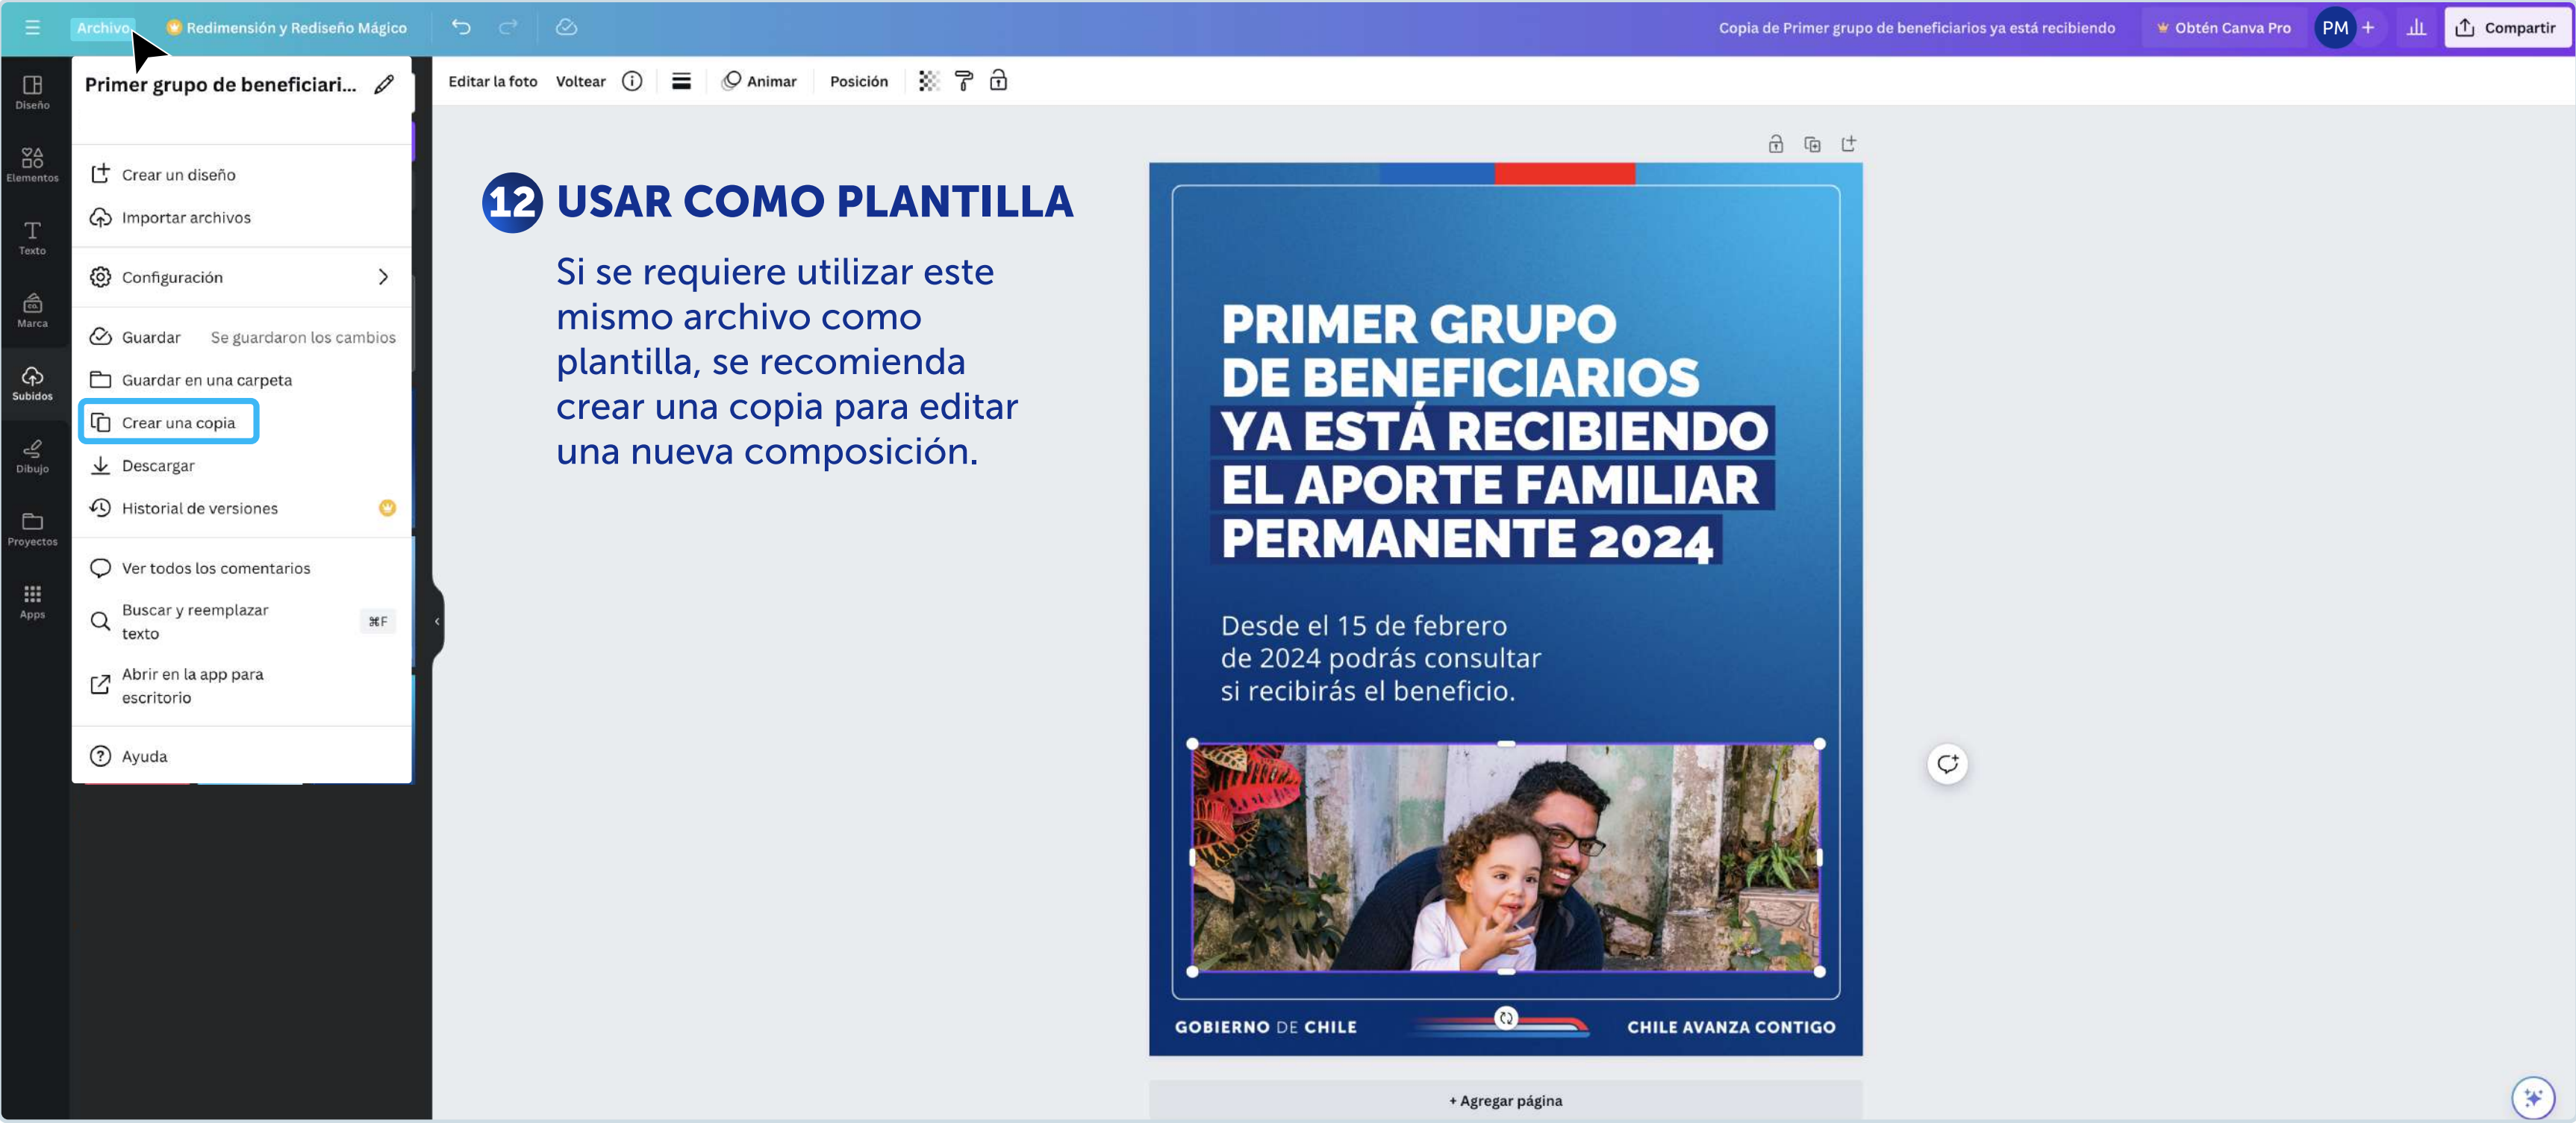 Archivo
Redimensión y Rediseño Mágico
Copia de Primer grupo de beneficiarios ya está recibiendo
Obtén Canva Pro
PM
+
Compartir
Diseño
Elementos
Texto
Marca
Subidos
Dibujo
Proyectos
Apps
Primer grupo de beneficiari...
Crear un diseño
Importar archivos
Configuración
Guardar Se guardaron los cambios
Guardar en una carpeta
Crear una copia
Descargar
Historial de versiones
Ver todos los comentarios
Buscar y reemplazar
texto
⌘F
Abrir en la app para
escritorio
Ayuda
Editar la foto
Voltear
Animar
Posición
12 USAR COMO PLANTILLA
Si se requiere utilizar este
mismo archivo como
plantilla, se recomienda
crear una copia para editar
una nueva composición.
PRIMER GRUPO
DE BENEFICIARIOS
YA ESTÁ RECIBIENDO
EL APORTE FAMILIAR
PERMANENTE 2024
Desde el 15 de febrero
de 2024 podrás consultar
si recibirás el beneficio.
GOBIERNO DE CHILE
CHILE AVANZA CONTIGO
+ Agregar página